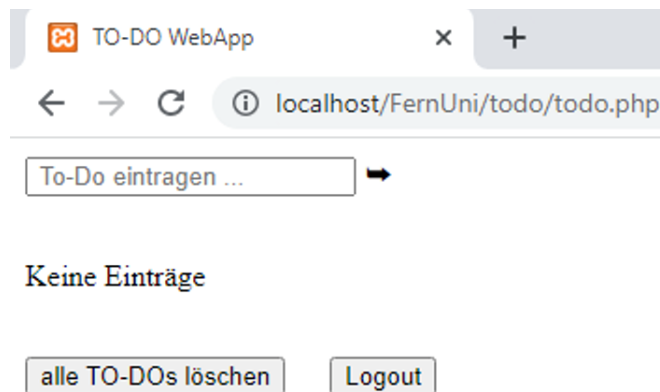 TO-DO WebApp
localhost/FernUni/todo/todo.php
To-Do eintragen ...
Keine Einträge
alle TO-DOs löschen Logout